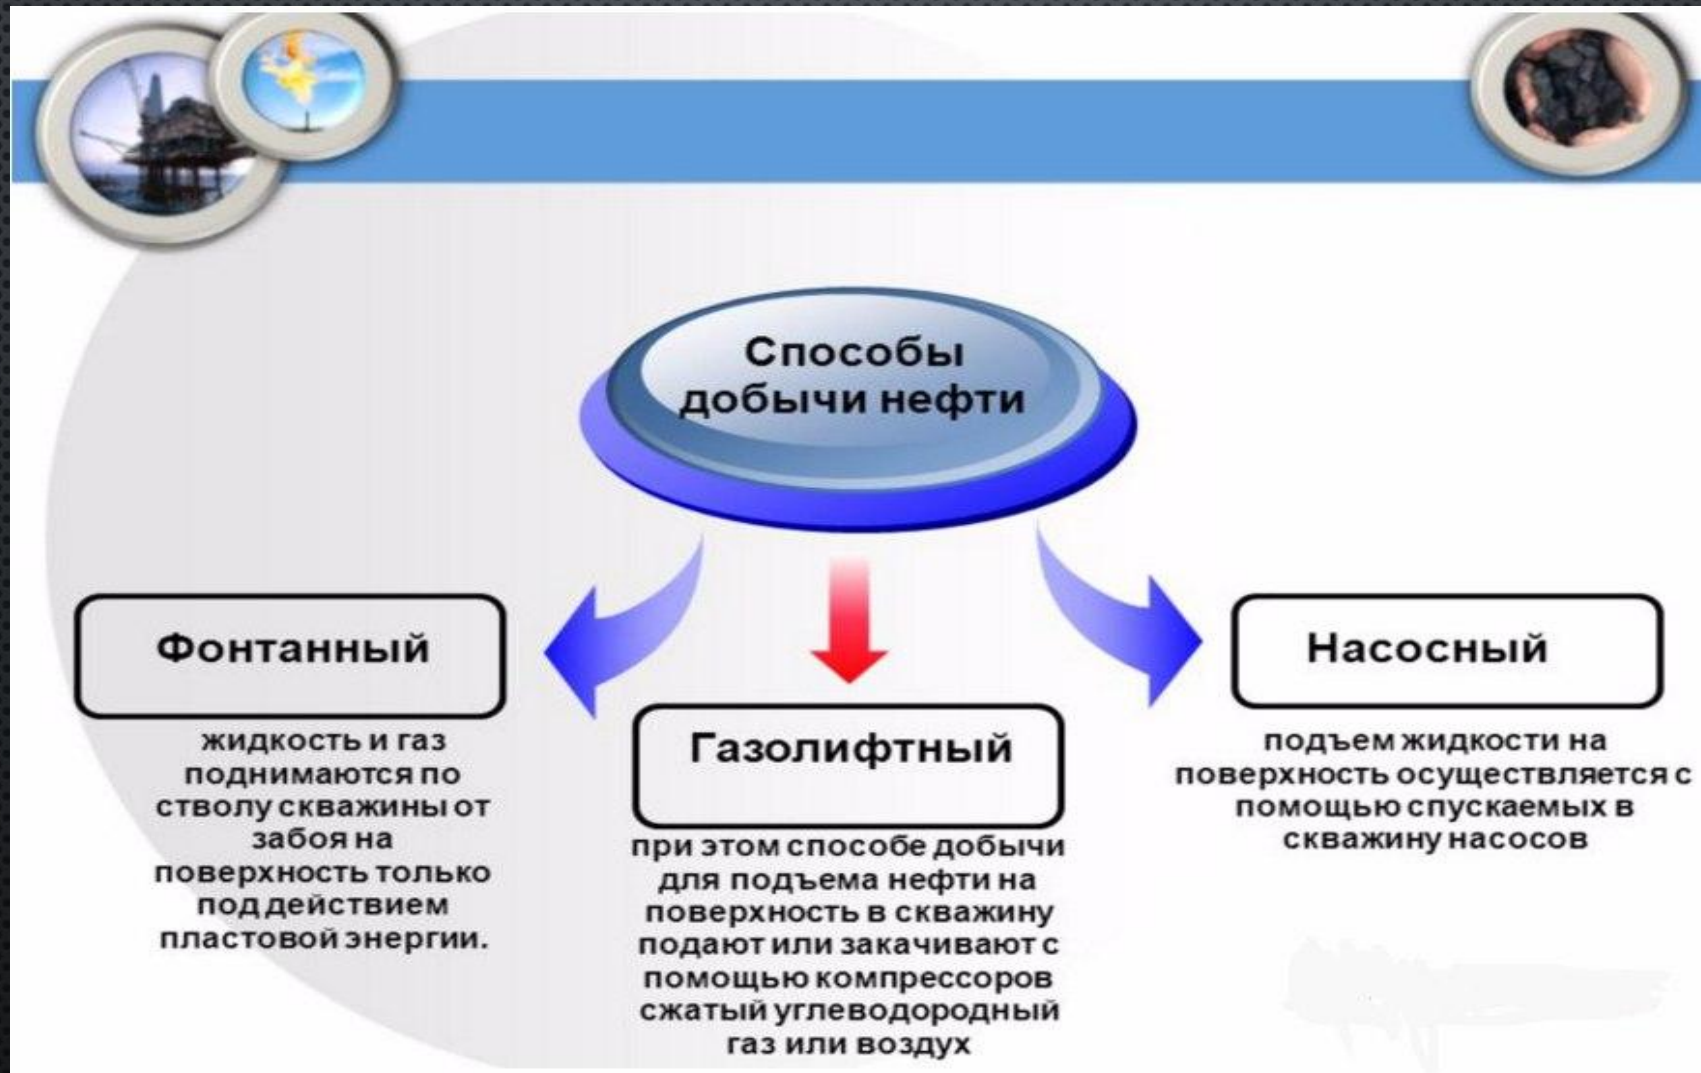 Способы
добычи нефти
Фонтанный
жидкость и газ
поднимаются по
стволу скважины от
забоя на
поверхность только
под действием
пластовой энергии.
Газолифтный
при этом способе добычи
для подъема нефти на
поверхность в скважину
подают или закачивают с
помощью компрессоров
сжатый углеводородный
газ или воздух
Насосный
подъем жидкости на
поверхность осуществляется с
помощью спускаемых в
скважину насосов